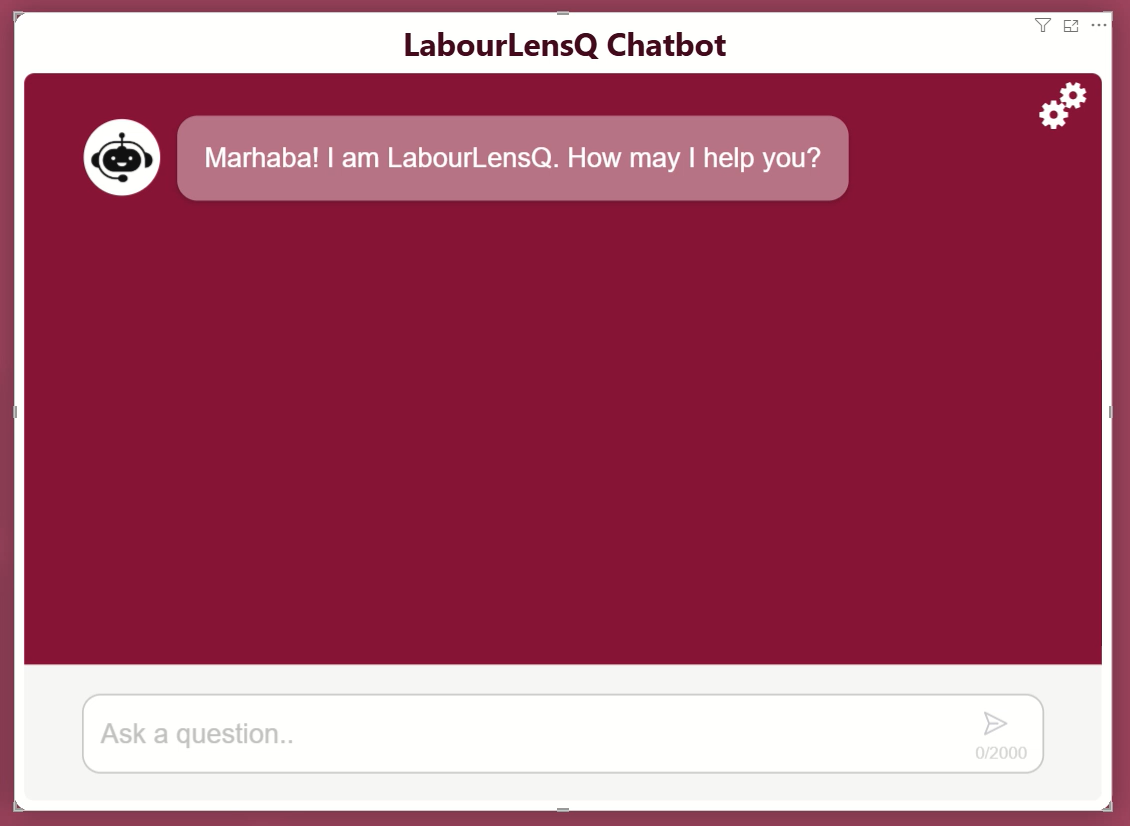 LabourLensQ Chatbot
Marhaba! I am LabourLensQ. How may I help you?
Ask a question..
0/2000